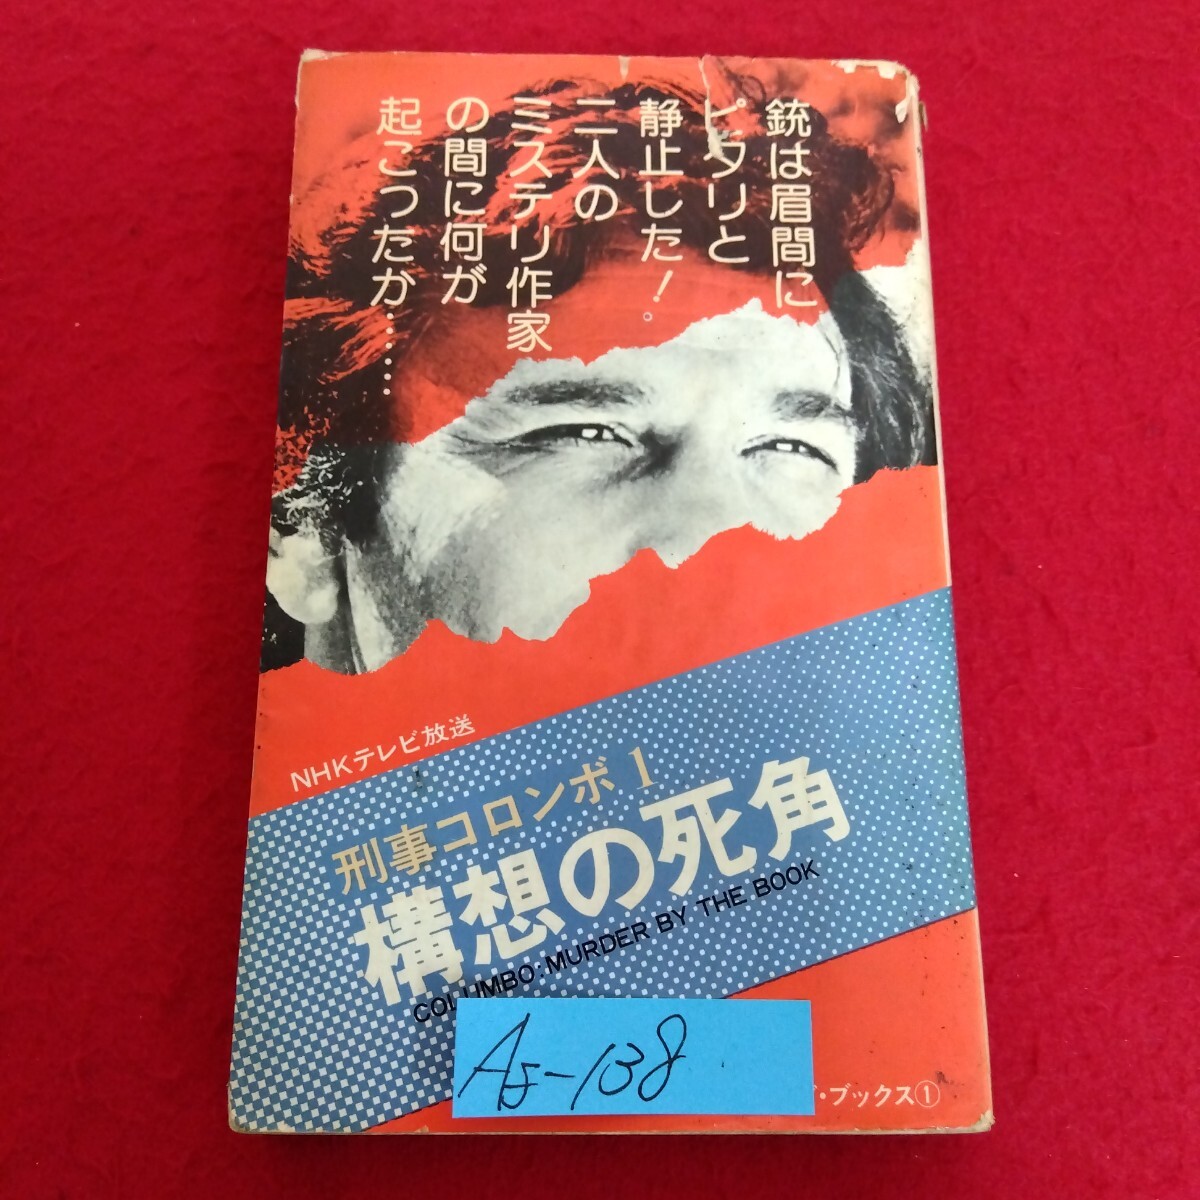 銃は眉間に
ピタリと
静止した！。
二人の
ミステリ作家
の間に何が
起こったか………
NHKテレビ放送
刑事コロンボ1
構想の死角
COLUMBO: MURDER BY THE BOOK
ブックス①